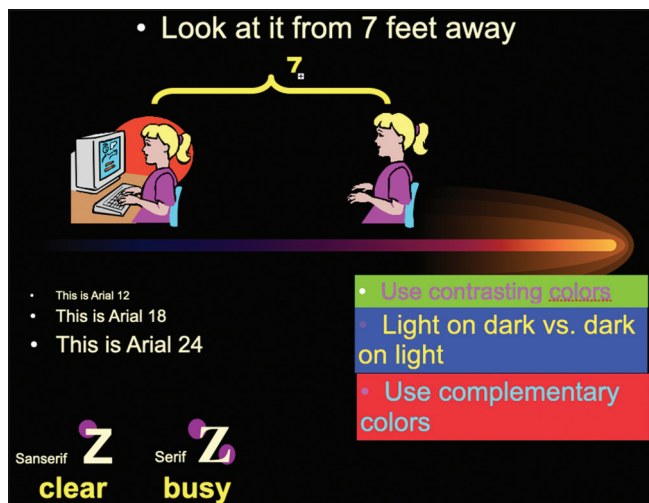 • Look at it from 7 feet away
7
• This is Arial 12
• This is Arial 18
• This is Arial 24
• Use contrasting colors
• Light on dark vs. dark
on light
• Use complementary
colors
Sanserif Z
Serif Z
clear
busy